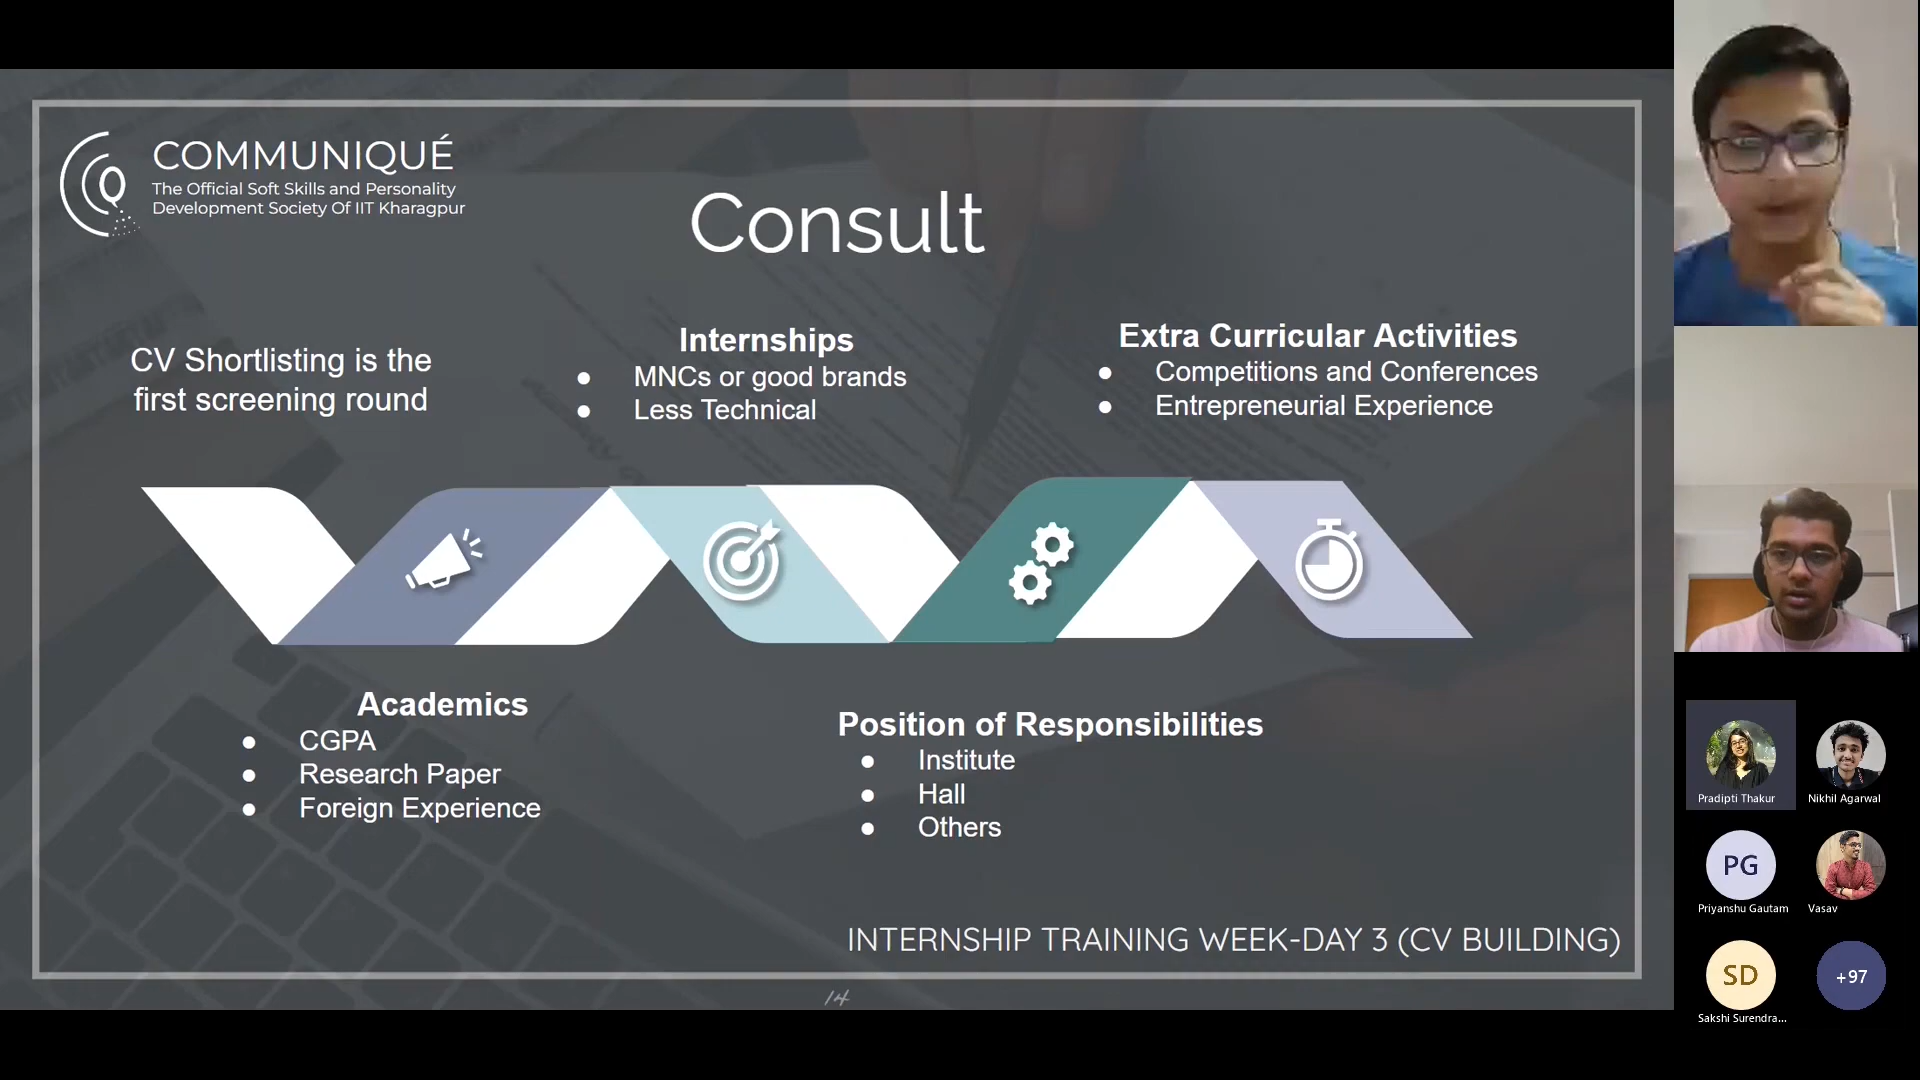 COMMUNIQUÉ
The Official Soft Skills and Personality
Development Society Of IIT Kharagpur
Consult
CV Shortlisting is the
first screening round
Internships
● MNCs or good brands
● Less Technical
Extra Curricular Activities
● Competitions and Conferences
● Entrepreneurial Experience
Academics
● CGPA
● Research Paper
● Foreign Experience
Position of Responsibilities
● Institute
● Hall
● Others
INTERNSHIP TRAINING WEEK-DAY 3 (CV BUILDING)
14
Pradipti Thakur
Nikhil Agarwal
PG
Priyanshu Gautam
Vasav
SD
Sakshi Surendra...
+97